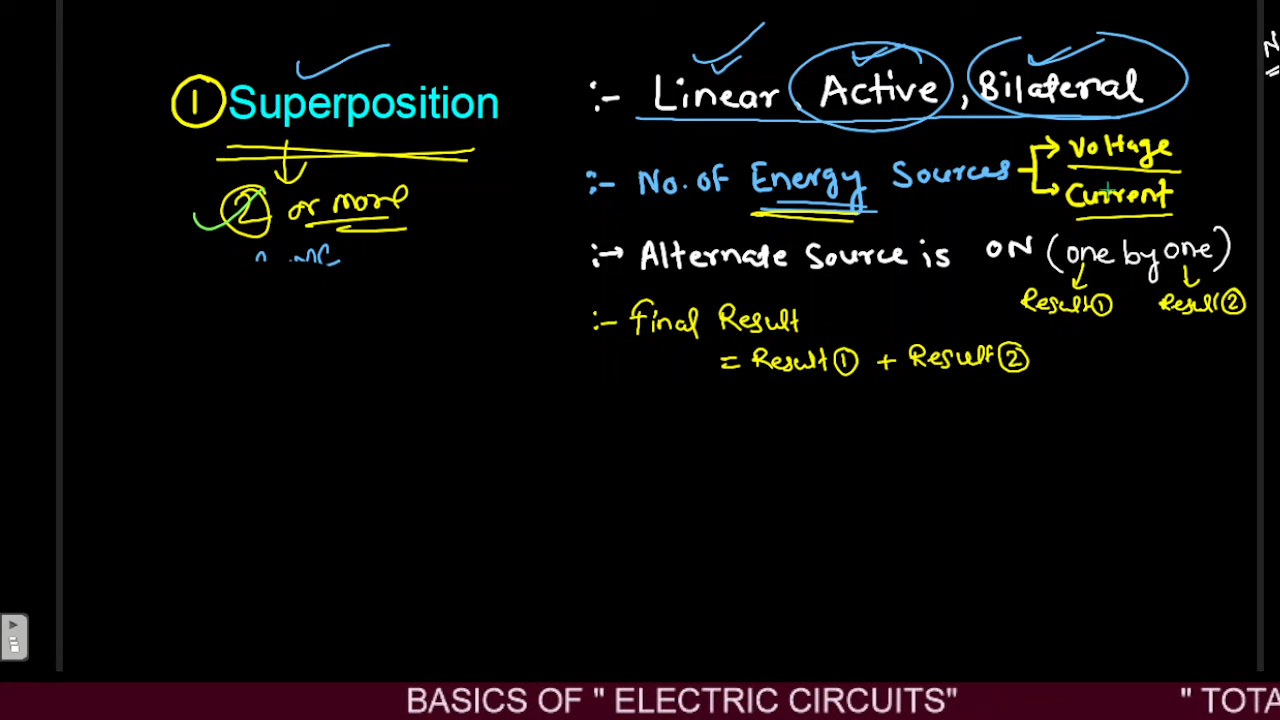 ① Superposition
② or more
:- Linear, Active, Bilateral
:- No. of Energy Sources
Voltage
Current
:→ Alternate Source is ON (one by one)
Result ① Result ②
:- Final Result
= Result ① + Result ②
BASICS OF " ELECTRIC CIRCUITS" " TOTA